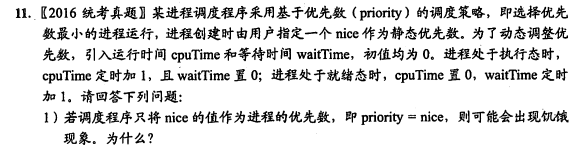 11.〖2016 统考真题〗某进程调度程序采用基于优先数（priority）的调度策略，即选择优先
数最小的进程运行，进程创建时由用户指定一个 nice 作为静态优先数。为了动态调整优
先数，引入运行时间 cpuTime 和等待时间 waitTime，初值均为 0。进程处于执行态时，
cpuTime 定时加 1，且 waitTime 置 0；进程处于就绪态时，cpuTime 置 0，waitTime 定时
加 1。请回答下列问题：
1）若调度程序只将 nice 的值作为进程的优先数，即 priority = nice，则可能会出现饥饿
现象。为什么？